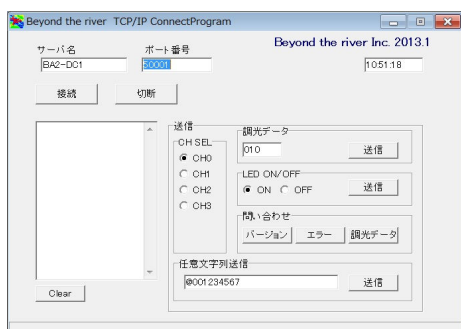 Beyond the river TCP/IP ConnectProgram
Beyond the river Inc. 2013.1
サーバ名
ポート番号
BA2-DC1
50001
10:51:18
接続
切断
送信
CH SEL
CH0
CH1
CH2
CH3
調光データ
010
送信
LED ON/OFF
ON
OFF
送信
問い合わせ
バージョン
エラー
調光データ
任意文字列送信
@001234567
送信
Clear